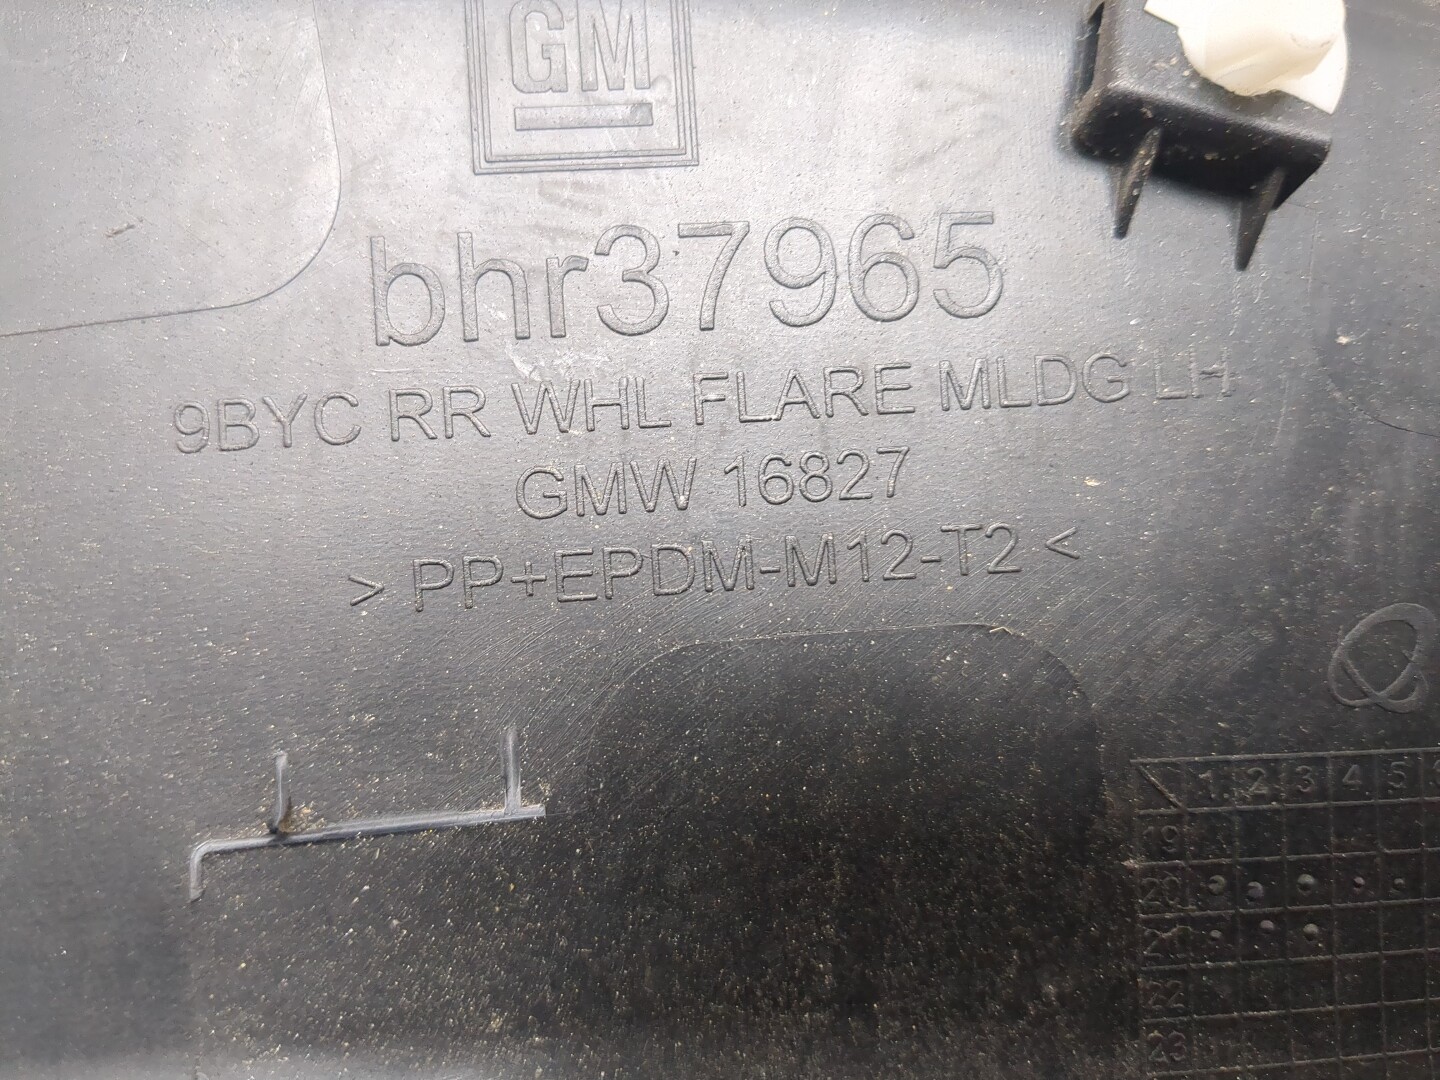 GM
bhr37965
9BYC RR WHL FLARE MLDG LH
GMW 16827
> PP+EPDM-M12-T2 <
1 2 3 4 5
19
20
21
22
23